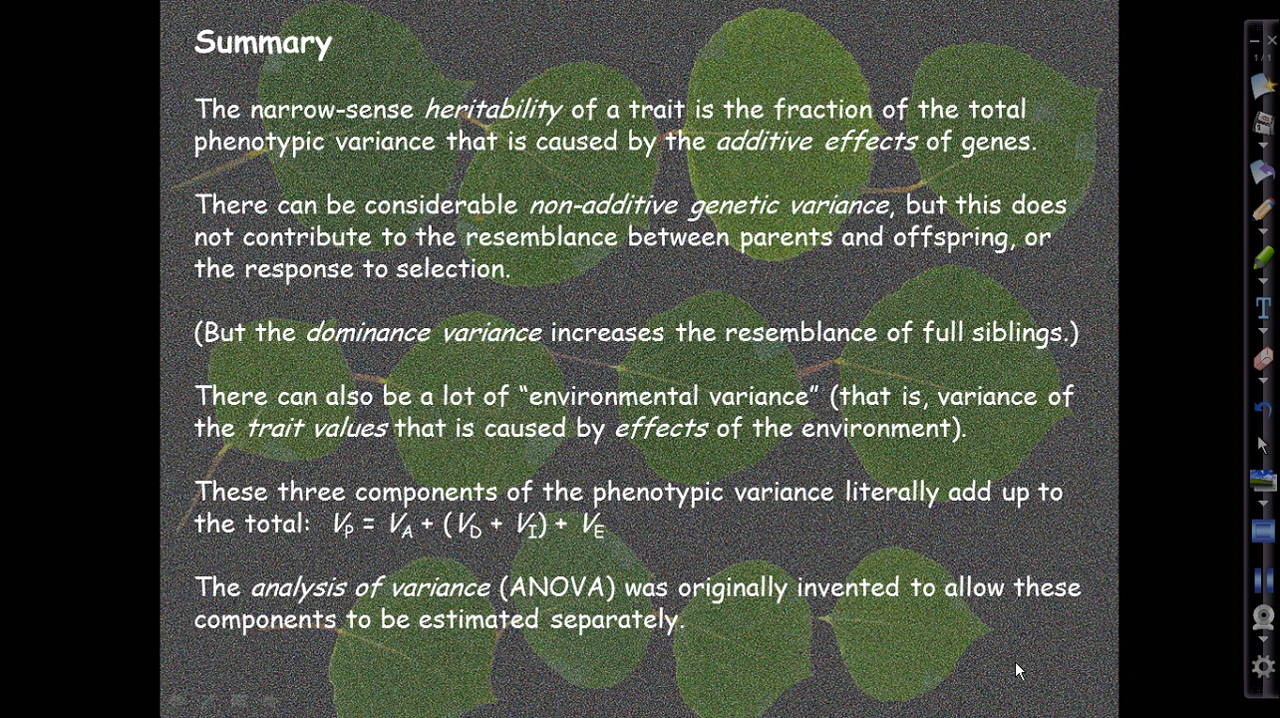 Summary
The narrow-sense heritability of a trait is the fraction of the total
phenotypic variance that is caused by the additive effects of genes.
There can be considerable non-additive genetic variance, but this does
not contribute to the resemblance between parents and offspring, or
the response to selection.
(But the dominance variance increases the resemblance of full siblings.)
There can also be a lot of “environmental variance” (that is, variance of
the trait values that is caused by effects of the environment).
These three components of the phenotypic variance literally add up to
the total: VP = VA + (VD + VI) + VE
The analysis of variance (ANOVA) was originally invented to allow these
components to be estimated separately.
1/1
T